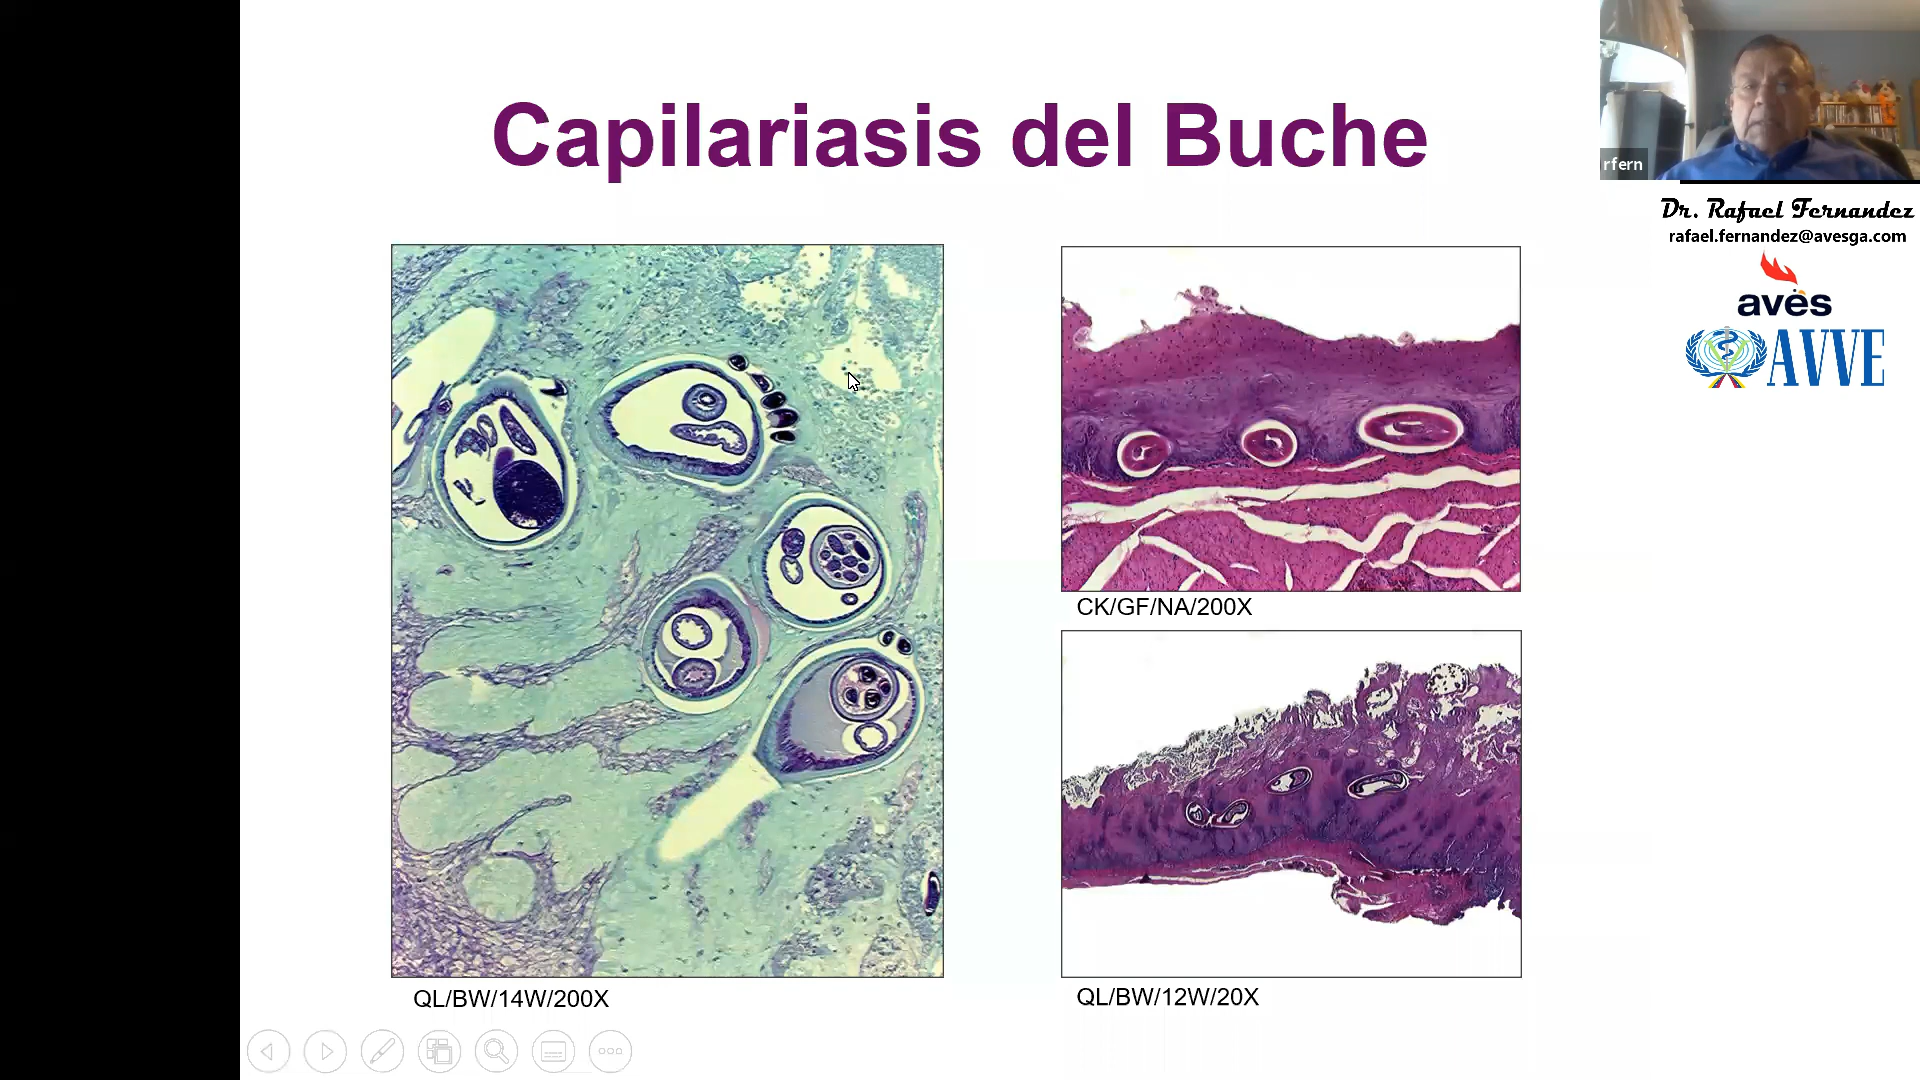 Capilariasis del Buche
rfern
Dr. Rafael Fernandez
rafael.fernandez@avesga.com
avès
AVVE
CK/GF/NA/200X
QL/BW/14W/200X
QL/BW/12W/20X